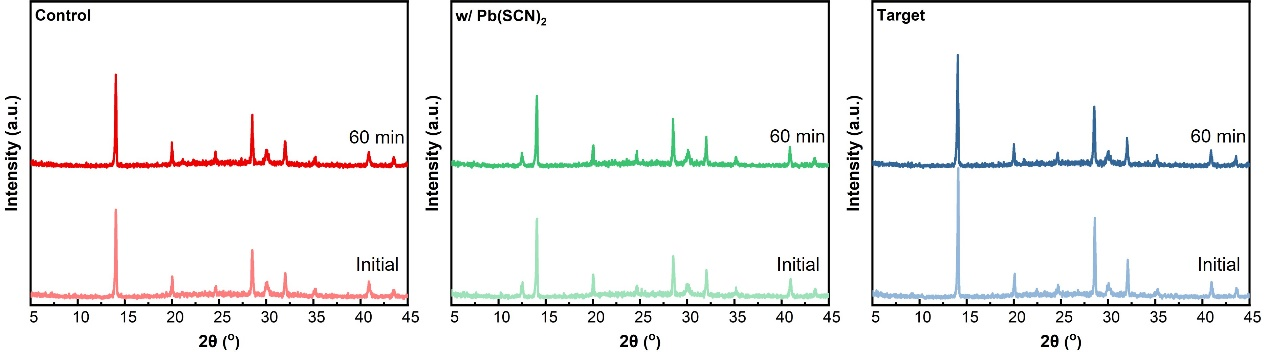 Control
60 min
Initial
Intensity (a.u.)
5 10 15 20 25 30 35 40 45
2θ (°)
w/ Pb(SCN)₂
60 min
Initial
Intensity (a.u.)
5 10 15 20 25 30 35 40 45
2θ (°)
Target
60 min
Initial
Intensity (a.u.)
5 10 15 20 25 30 35 40 45
2θ (°)